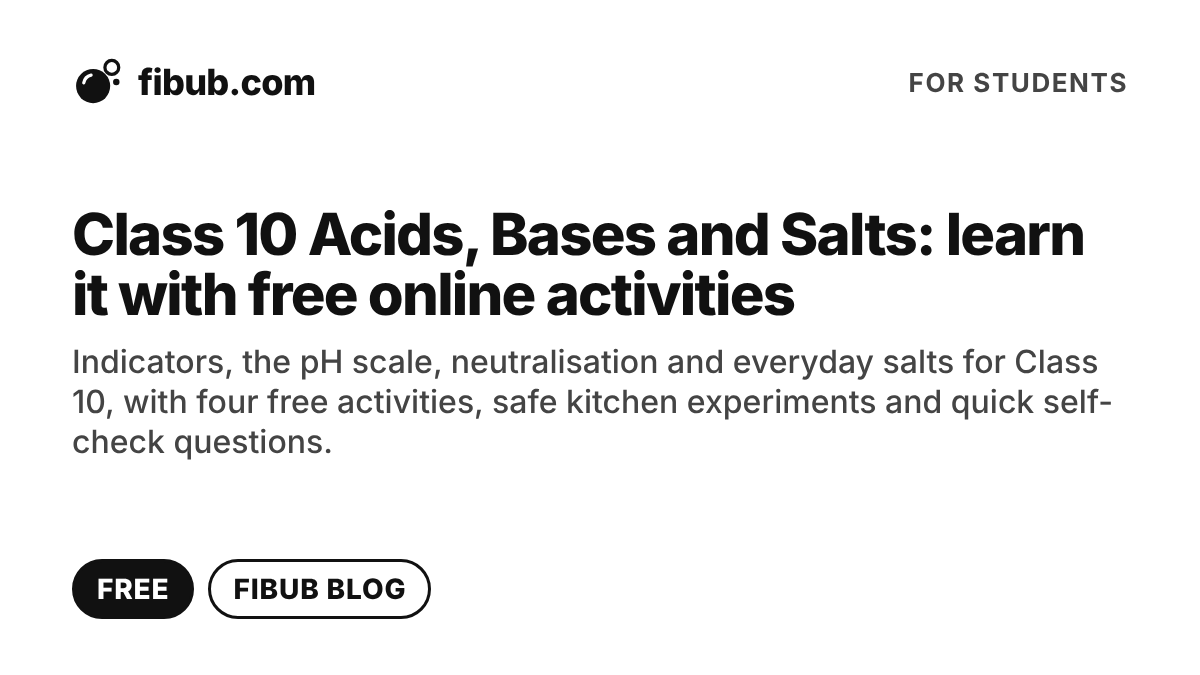 fibub.com
FOR STUDENTS
Class 10 Acids, Bases and Salts: learn
it with free online activities
Indicators, the pH scale, neutralisation and everyday salts for Class
10, with four free activities, safe kitchen experiments and quick self-
check questions.
FREE
FIBUB BLOG